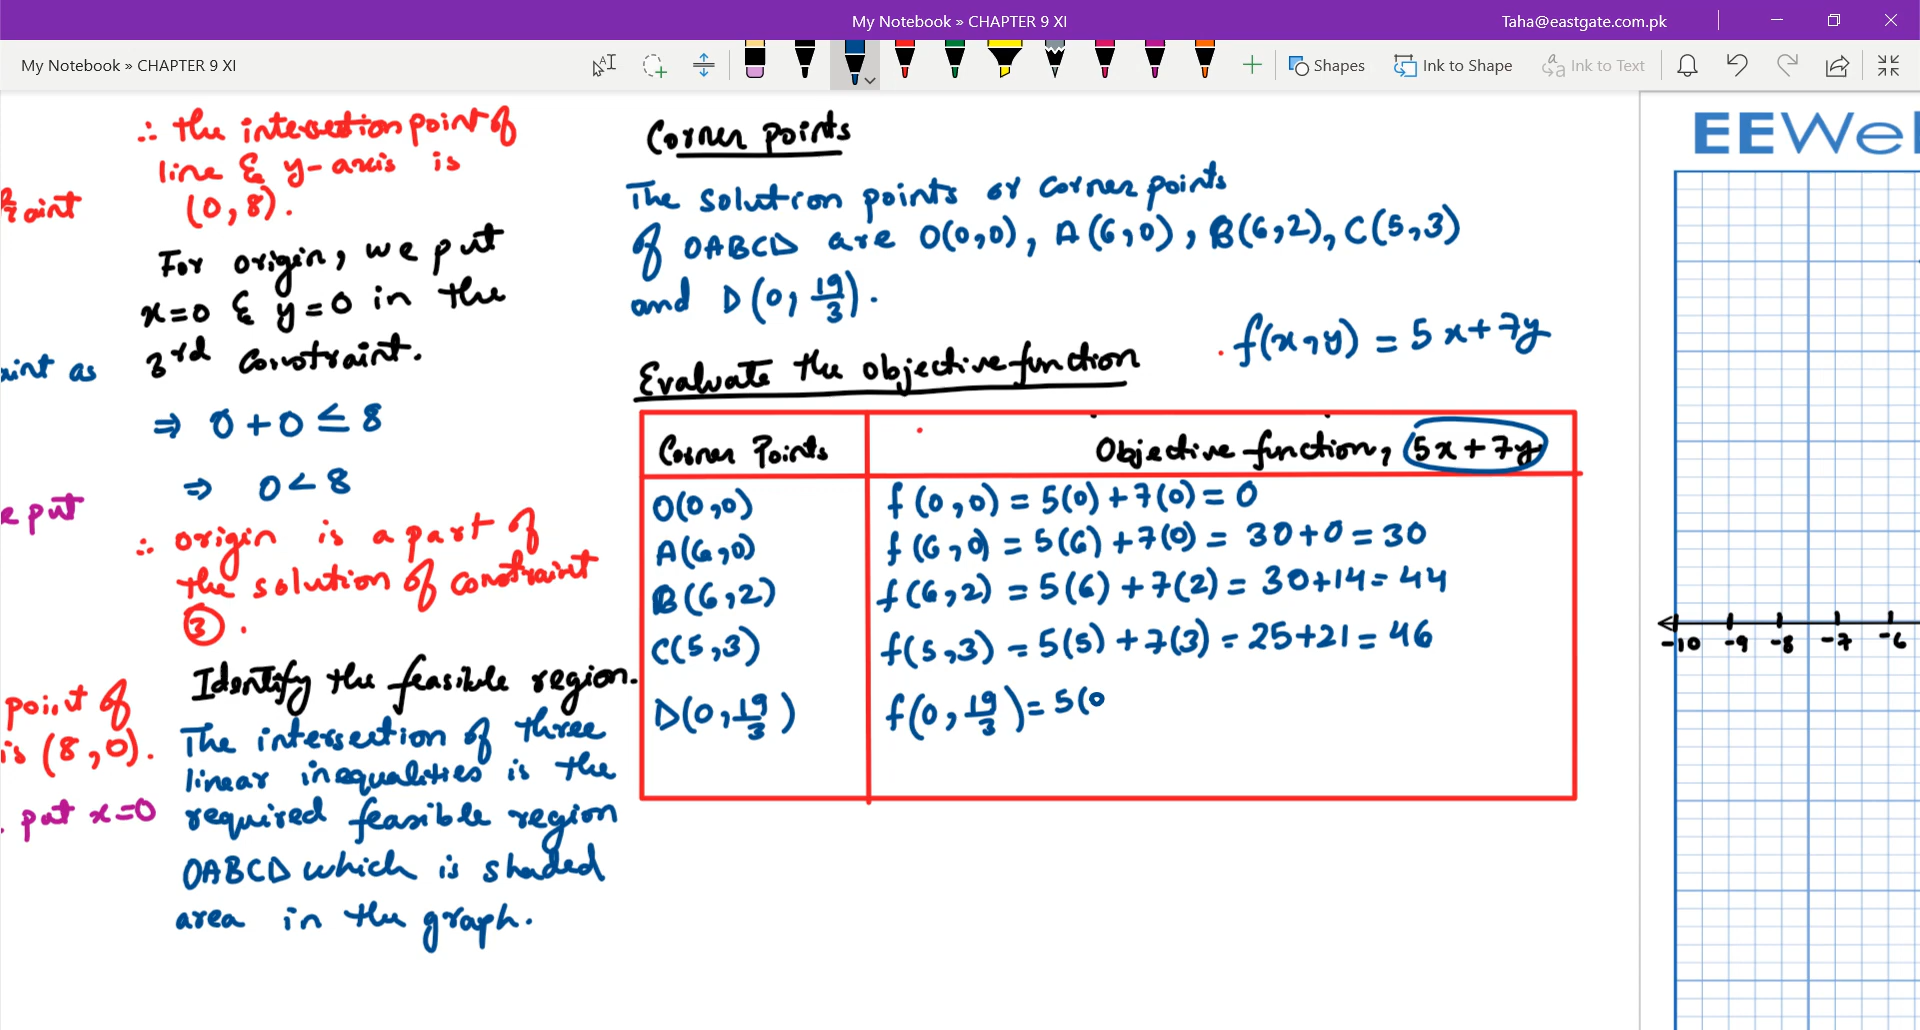 My Notebook » CHAPTER 9 XI
Taha@eastgate.com.pk
My Notebook » CHAPTER 9 XI
Shapes
Ink to Shape
Ink to Text
∴ the intersetion point of
line & y-axis is
(0,8).
For origin, we put
x=0 & y=0 in the
3rd constraint.
⇒ 0+0 ≤ 8
⇒ 0 < 8
∴ origin is a part of
the solution of constraint
③.
Identify the feasible region.
The intersection of three
linear inequalities is the
required feasible region
OABCD which is shaded
area in the graph.
aint
aint as
e put
point of
is (8,0).
put x=0
Corner points
The solution points or corner points
of OABCD are O(0,0), A(6,0), B(6,2), C(5,3)
and D(0, 19/3).
f(x,y) = 5x+7y
Evaluate the objective function
Corner Points
Objective function, 5x+7y
O(0,0) f(0,0) = 5(0)+7(0) = 0
A(6,0) f(6,0) = 5(6)+7(0) = 30+0 = 30
B(6,2) f(6,2) = 5(6)+7(2) = 30+14 = 44
C(5,3) f(5,3) = 5(5)+7(3) = 25+21 = 46
D(0, 19/3) f(0, 19/3) = 5(0
EEWe
-10 -9 -8 -7 -6